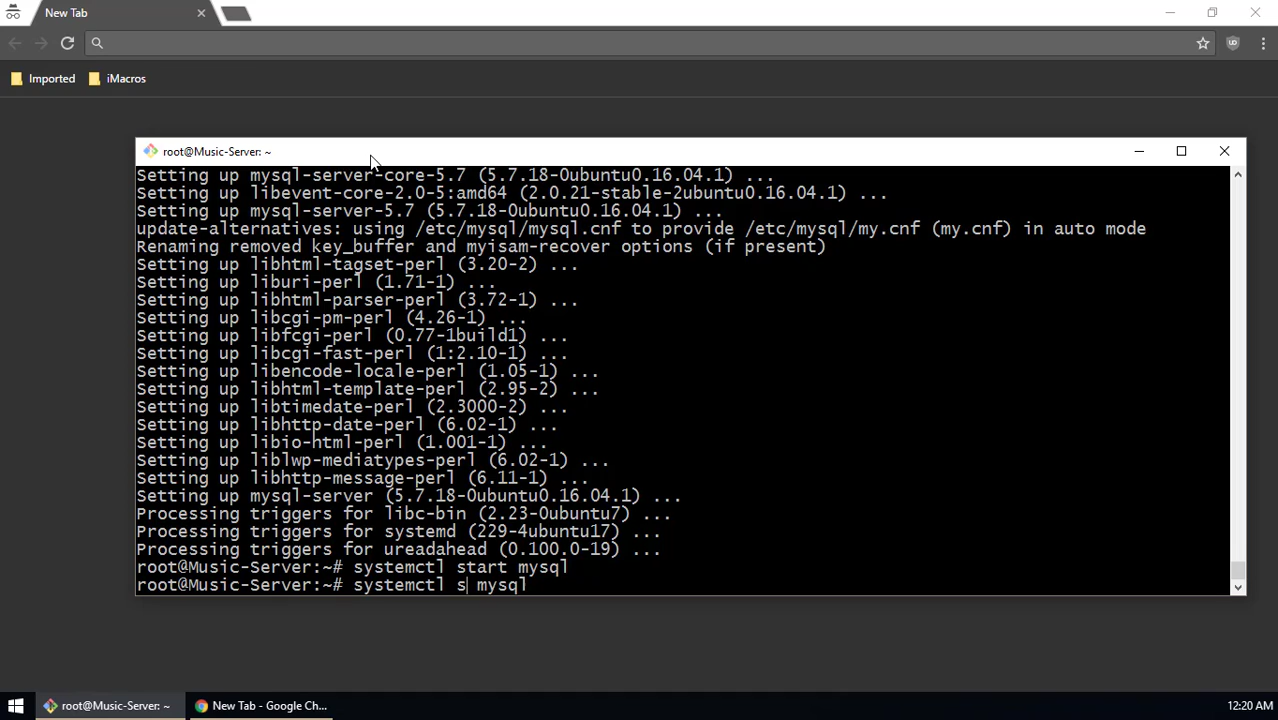 New Tab
Imported
iMacros
root@Music-Server: ~
Setting up mysql-server-core-5.7 (5.7.18-0ubuntu0.16.04.1) ...
Setting up libevent-core-2.0-5:amd64 (2.0.21-stable-2ubuntu0.16.04.1) ...
Setting up mysql-server-5.7 (5.7.18-0ubuntu0.16.04.1) ...
update-alternatives: using /etc/mysql/mysql.cnf to provide /etc/mysql/my.cnf (my.cnf) in auto mode
Renaming removed key_buffer and myisam-recover options (if present)
Setting up libhtml-tagset-perl (3.20-2) ...
Setting up liburi-perl (1.71-1) ...
Setting up libhtml-parser-perl (3.72-1) ...
Setting up libcgi-pm-perl (4.26-1) ...
Setting up libfcgi-perl (0.77-1build1) ...
Setting up libcgi-fast-perl (1:2.10-1) ...
Setting up libencode-locale-perl (1.05-1) ...
Setting up libhtml-template-perl (2.95-2) ...
Setting up libtimedate-perl (2.3000-2) ...
Setting up libhttp-date-perl (6.02-1) ...
Setting up libio-html-perl (1.001-1) ...
Setting up liblwp-mediatypes-perl (6.02-1) ...
Setting up libhttp-message-perl (6.11-1) ...
Setting up mysql-server (5.7.18-0ubuntu0.16.04.1) ...
Processing triggers for libc-bin (2.23-0ubuntu7) ...
Processing triggers for systemd (229-4ubuntu17) ...
Processing triggers for ureadahead (0.100.0-19) ...
root@Music-Server:~# systemctl start mysql
root@Music-Server:~# systemctl s mysql
root@Music-Server: ~
New Tab - Google Ch...
12:20 AM